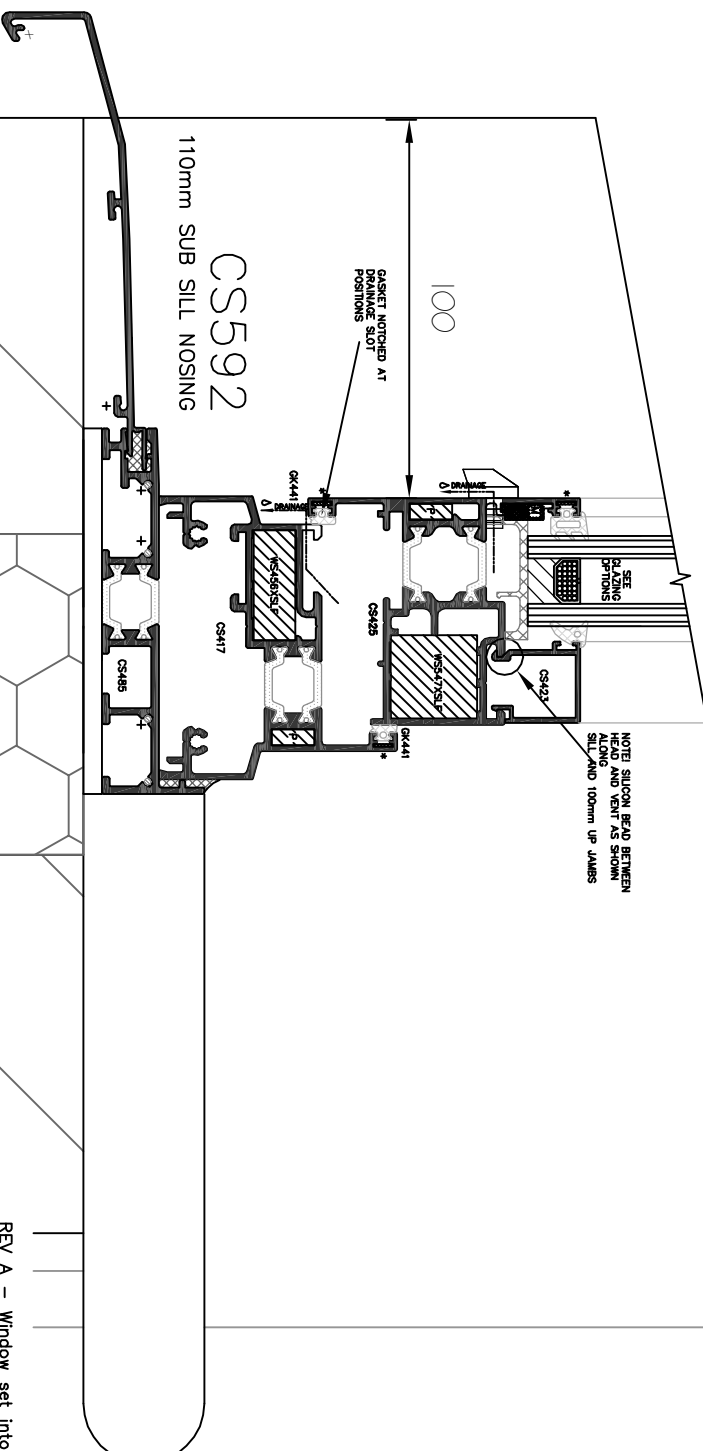 SEE
GLAZING
OPTIONS
CS423
NOTE! SILICON BEAD BETWEEN
HEAD AND VENT AS SHOWN
ALONG
SILL AND 100mm UP JAMBS
DRAINAGE
WS547XSLP
CS425
GK441
100
GASKET NOTCHED AT
DRAINAGE SLOT
POSITIONS
GK441
DRAINAGE
WS456XSLP
CS417
CS592
110mm SUB SILL NOSING
CS485
REV A - Window set into